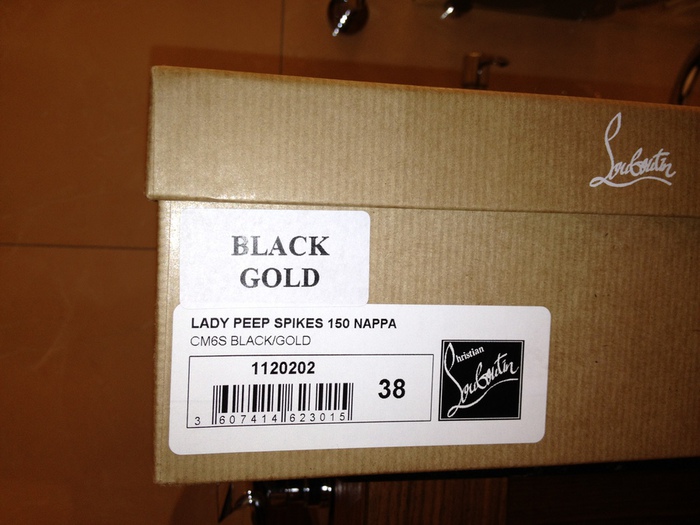 Louboutin
BLACK
GOLD
LADY PEEP SPIKES 150 NAPPA
CM6S BLACK/GOLD
1120202
38
3 607414 623015
Christian
Louboutin